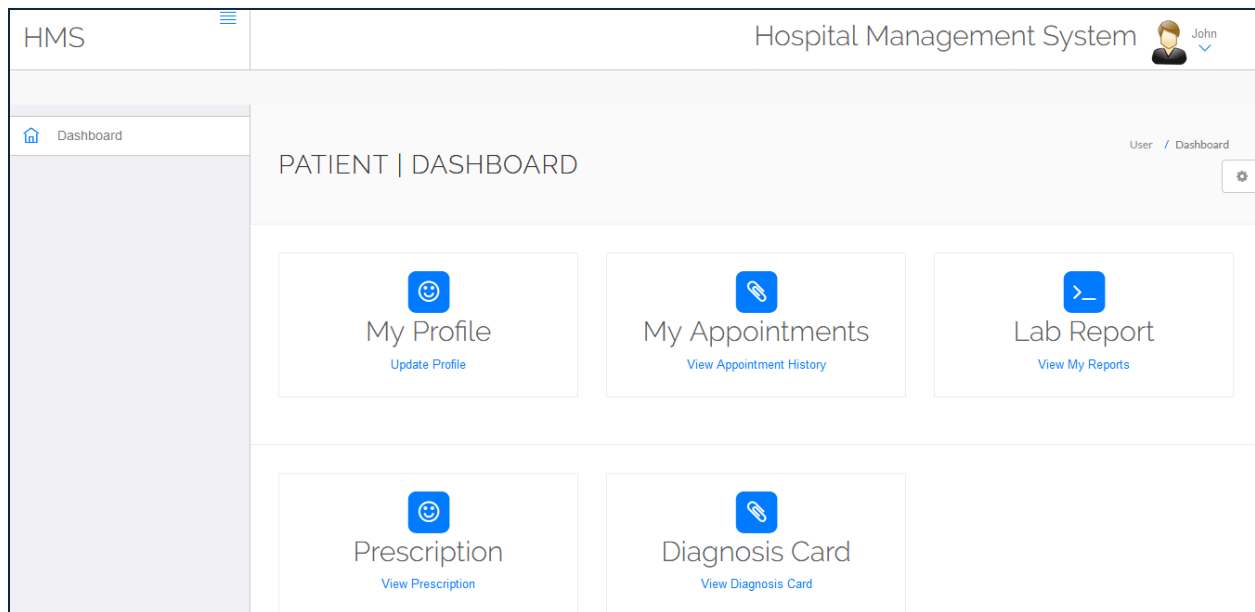 HMS
Hospital Management System
John
Dashboard
PATIENT | DASHBOARD
User / Dashboard
My Profile
Update Profile
My Appointments
View Appointment History
Lab Report
View My Reports
Prescription
View Prescription
Diagnosis Card
View Diagnosis Card